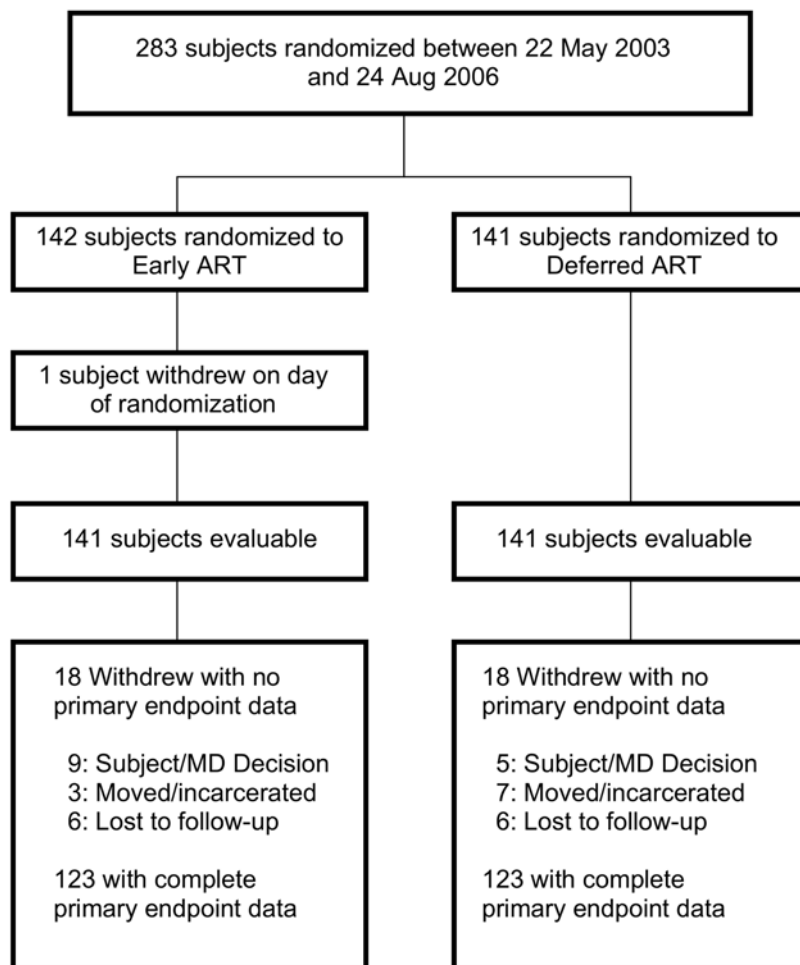 283 subjects randomized between 22 May 2003
and 24 Aug 2006
142 subjects randomized to
Early ART
141 subjects randomized to
Deferred ART
1 subject withdrew on day
of randomization
141 subjects evaluable
141 subjects evaluable
18 Withdrew with no
primary endpoint data
9: Subject/MD Decision
3: Moved/incarcerated
6: Lost to follow-up
123 with complete
primary endpoint data
18 Withdrew with no
primary endpoint data
5: Subject/MD Decision
7: Moved/incarcerated
6: Lost to follow-up
123 with complete
primary endpoint data